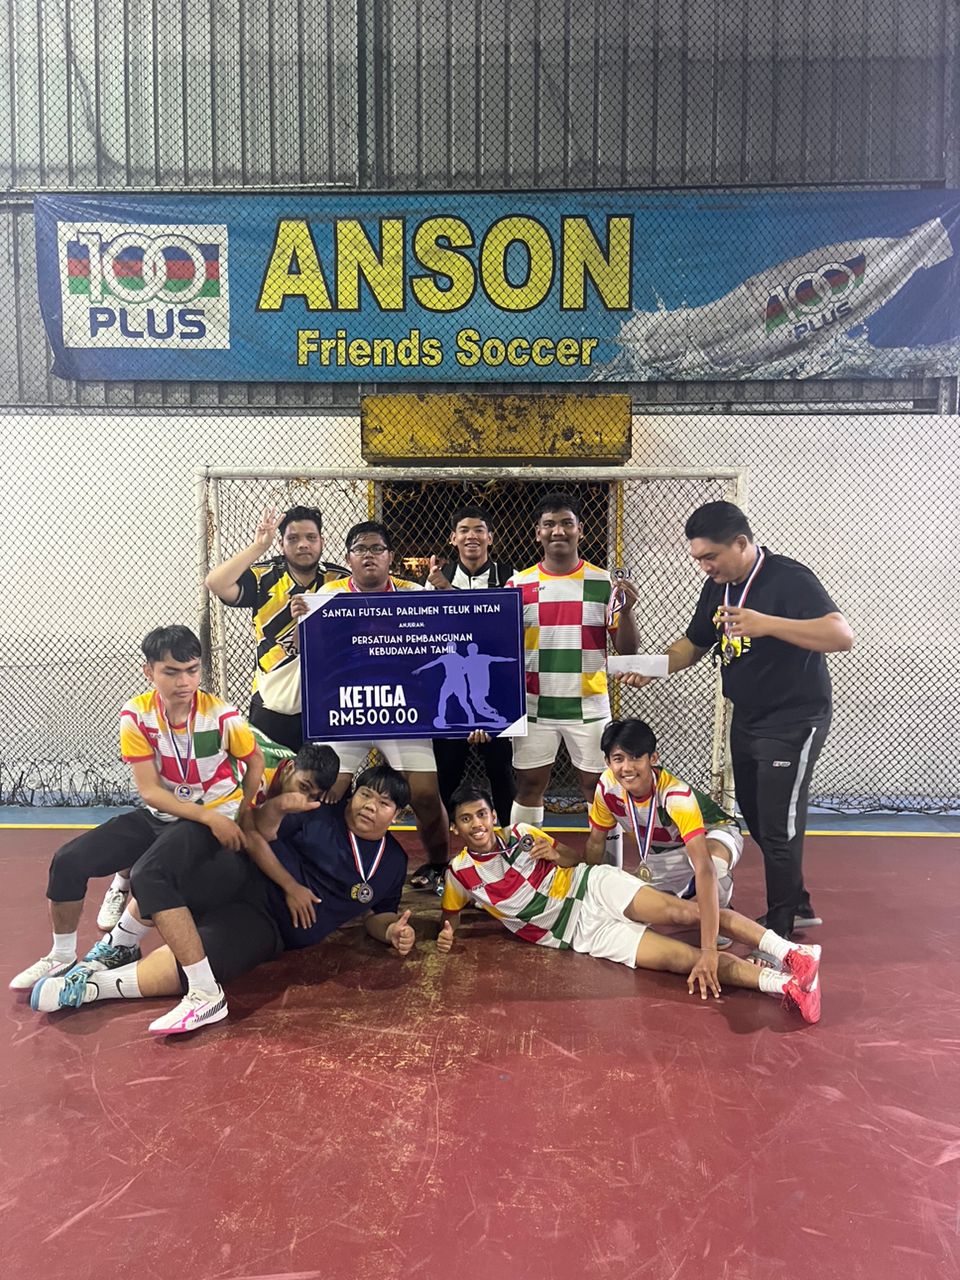 100
PLUS
ANSON
Friends Soccer
100
PLUS
SANTAI FUTSAL PARLIMEN TELUK INTAN
ANJURAN:
PERSATUAN PEMBANGUNAN
KEBUDAYAAN TAMIL
KETIGA
RM500.00